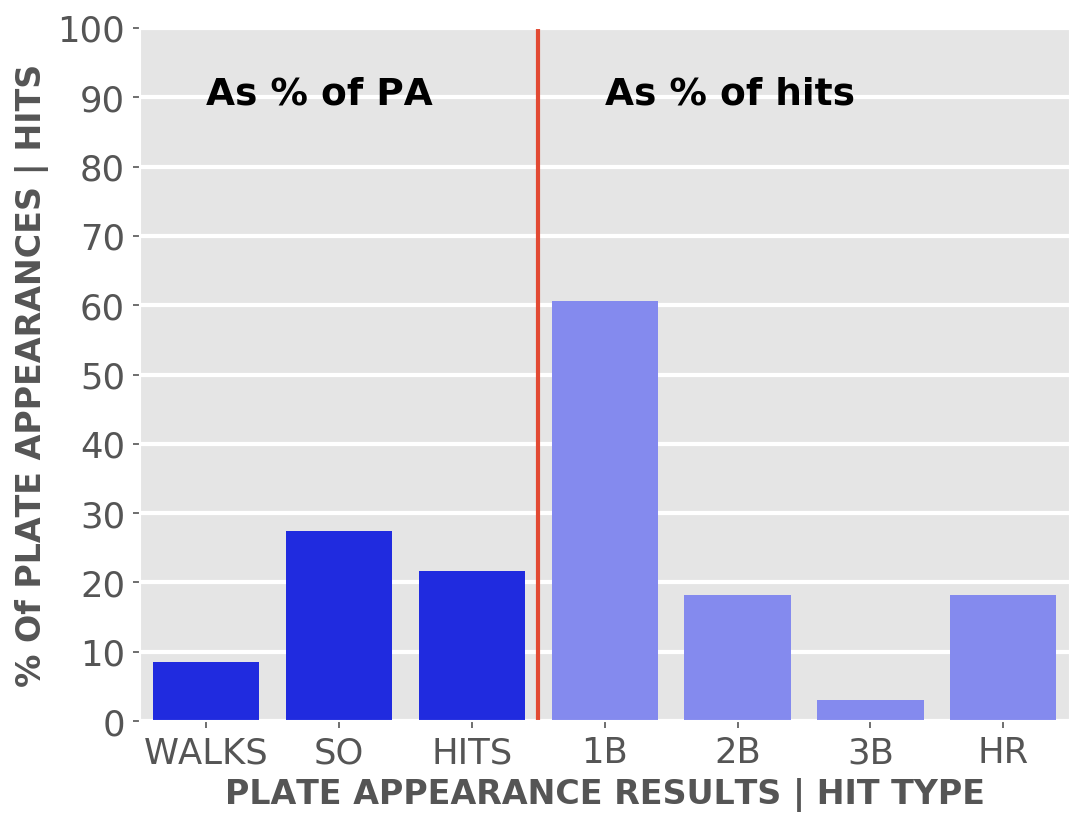 % Of PLATE APPEARANCES | HITS
100
90
80
70
60
50
40
30
20
10
0
As % of PA
As % of hits
WALKS SO HITS 1B 2B 3B HR
PLATE APPEARANCE RESULTS | HIT TYPE